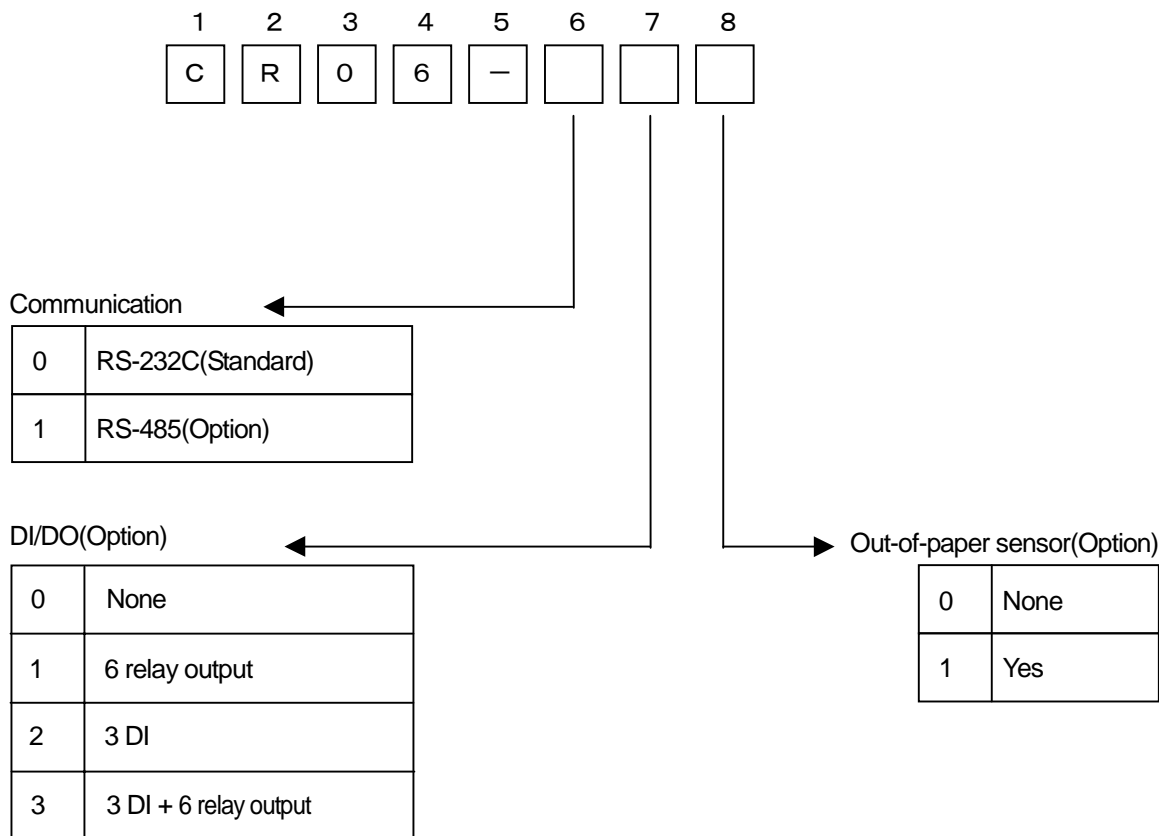 1 2 3 4 5 6 7 8
C R 0 6 －
Communication
0 RS-232C(Standard)
1 RS-485(Option)
DI/DO(Option)
0 None
1 6 relay output
2 3 DI
3 3 DI + 6 relay output
Out-of-paper sensor(Option)
0 None
1 Yes